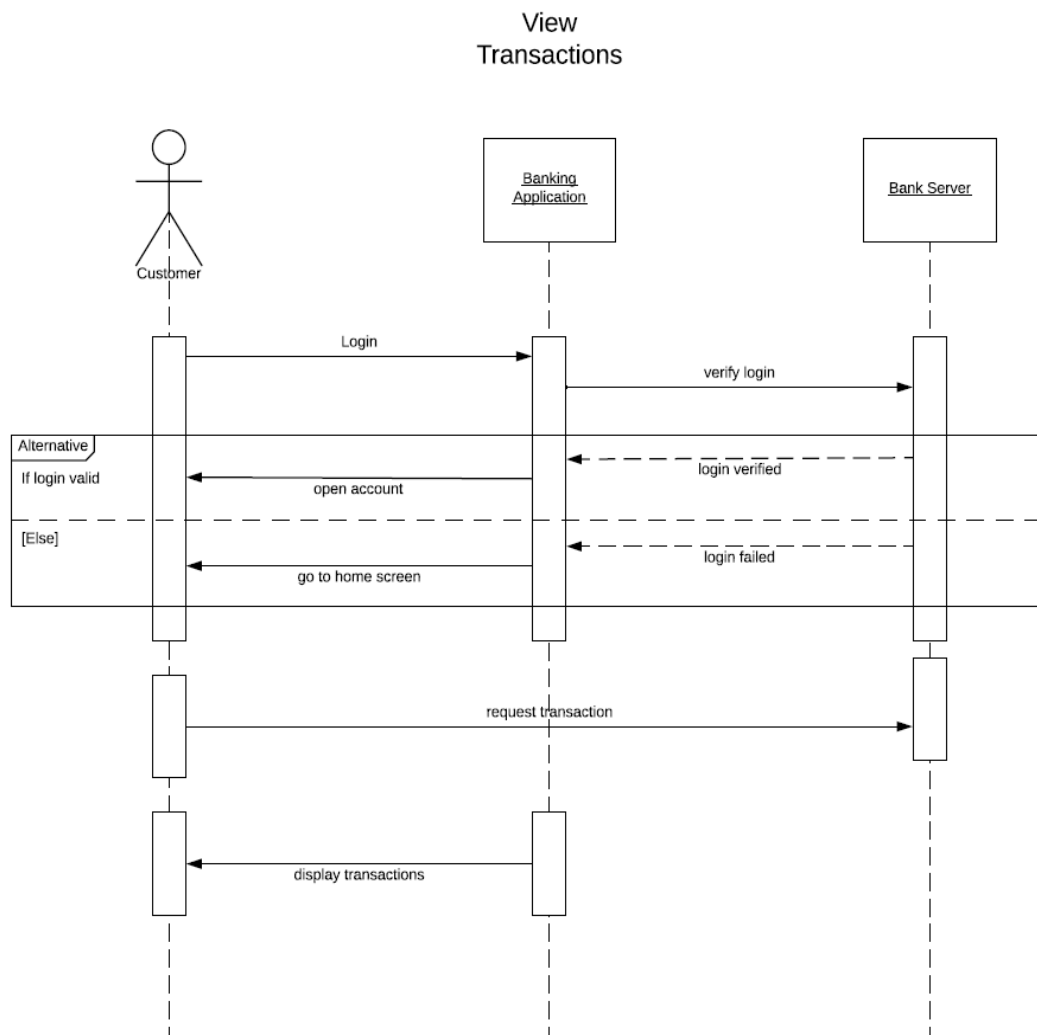 View
Transactions
Banking
Application
Bank Server
Customer
Login
verify login
Alternative
login verified
If login valid
open account
[Else]
login failed
go to home screen
request transaction
display transactions